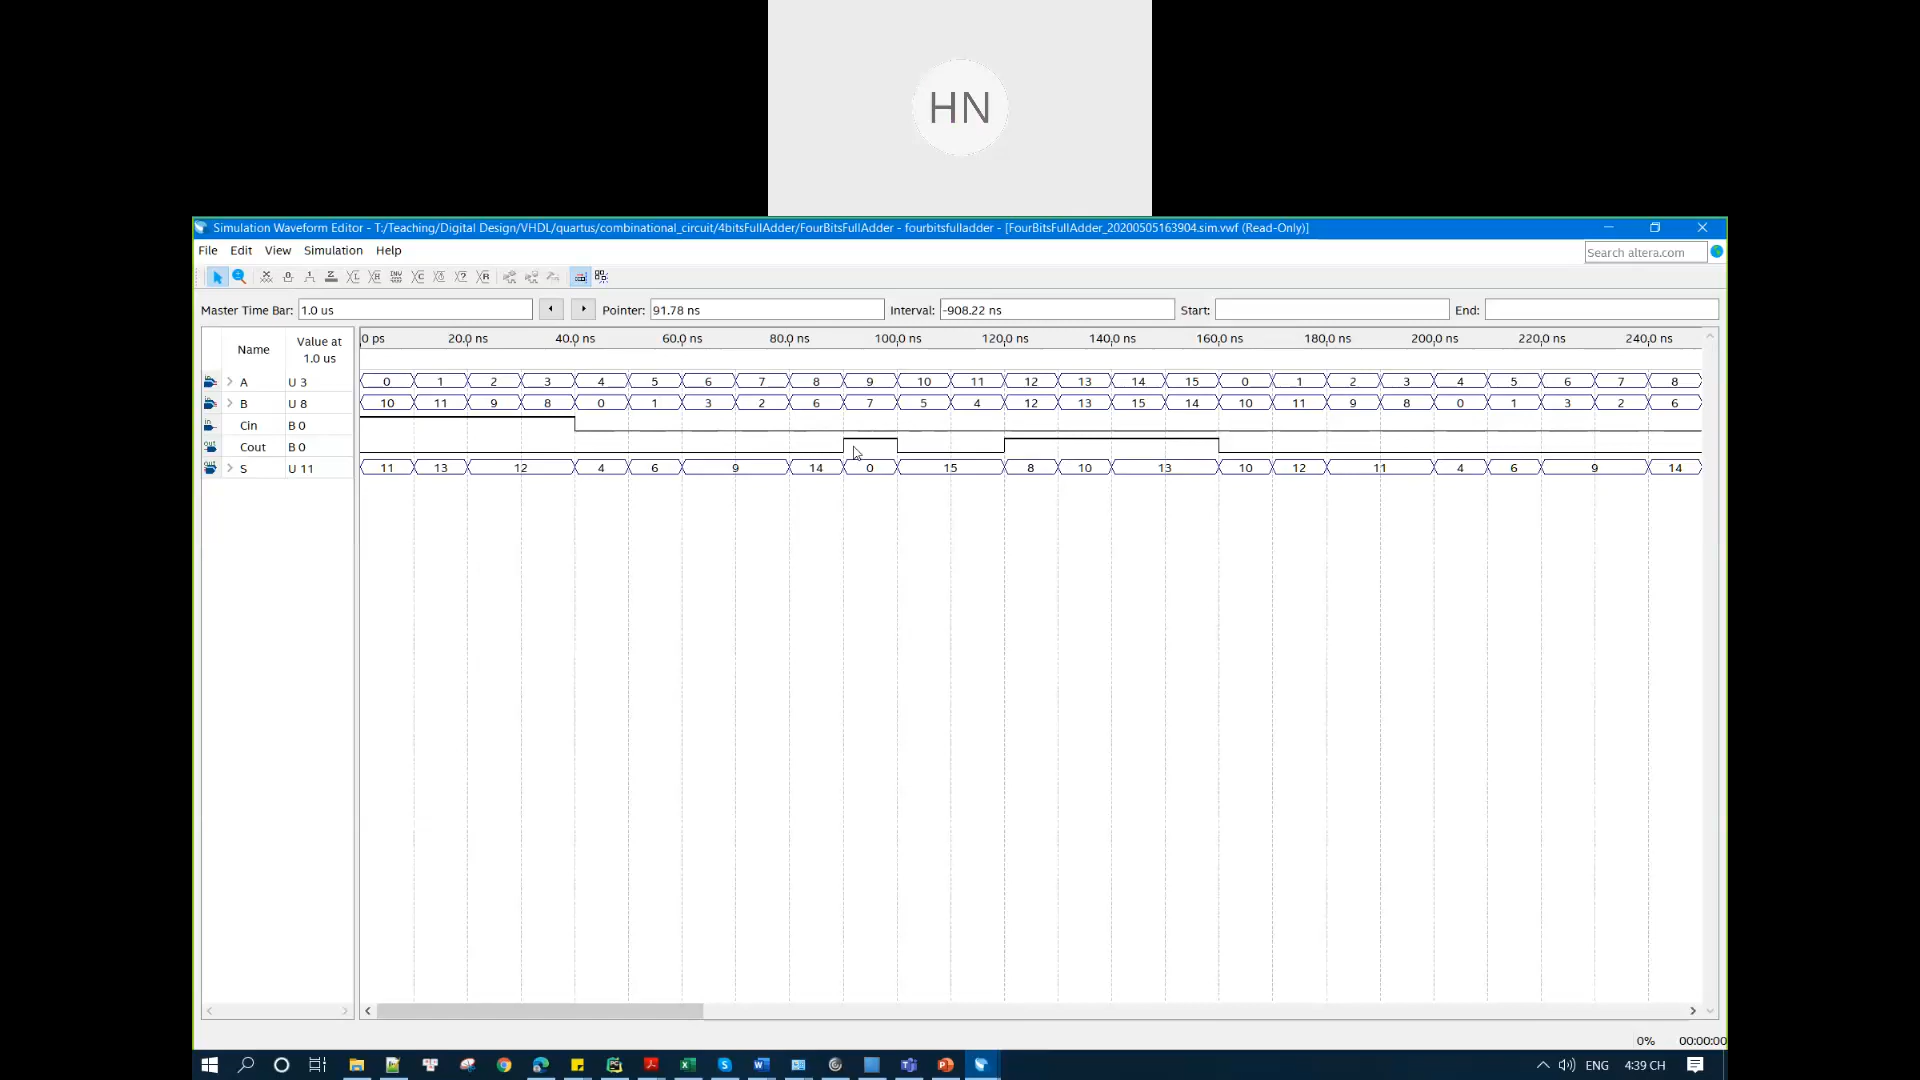 HN
Simulation Waveform Editor - T:/Teaching/Digital Design/VHDL/quartus/combinational_circuit/4bitsFullAdder/FourBitsFullAdder - fourbitsfulladder - [FourBitsFullAdder_20200505163904.sim.vwf (Read-Only)]
File Edit View Simulation Help
Search altera.com
Master Time Bar: 1.0 us Pointer: 91.78 ns Interval: -908.22 ns Start: End:
Name Value at 1.0 us
0 ps 20.0 ns 40.0 ns 60.0 ns 80.0 ns 100.0 ns 120.0 ns 140.0 ns 160.0 ns 180.0 ns 200.0 ns 220.0 ns 240.0 ns
A U 3 0 1 2 3 4 5 6 7 8 9 10 11 12 13 14 15 0 1 2 3 4 5 6 7 8
B U 8 10 11 9 8 0 1 3 2 6 7 5 4 12 13 15 14 10 11 9 8 0 1 3 2 6
Cin B 0
Cout B 0
S U 11 11 13 12 4 6 9 14 0 15 8 10 13 10 12 11 4 6 9 14
0% 00:00:00
ENG 4:39 CH